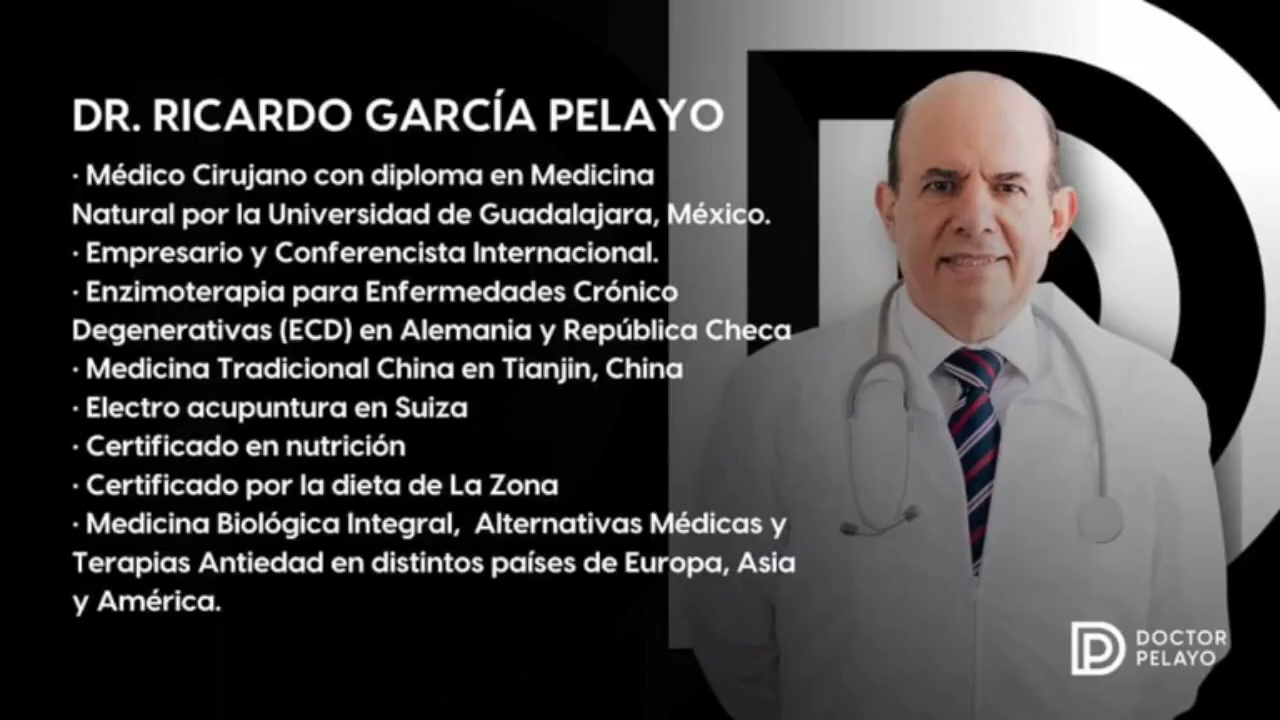 DR. RICARDO GARCÍA PELAYO
· Médico Cirujano con diploma en Medicina
Natural por la Universidad de Guadalajara, México.
· Empresario y Conferencista Internacional.
· Enzimoterapia para Enfermedades Crónico
Degenerativas (ECD) en Alemania y República Checa
· Medicina Tradicional China en Tianjin, China
· Electro acupuntura en Suiza
· Certificado en nutrición
· Certificado por la dieta de La Zona
· Medicina Biológica Integral,  Alternativas Médicas y
Terapias Antiedad en distintos países de Europa, Asia
y América.
DOCTOR
PELAYO